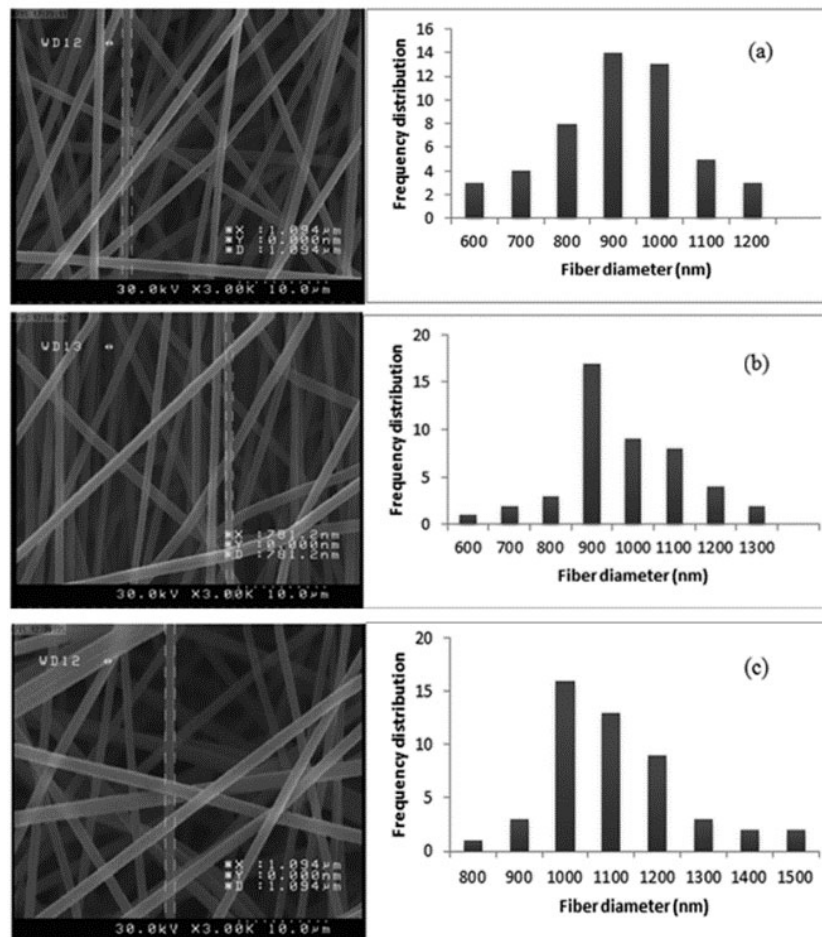 WD12
X :1.094µm
Y :0.000nm
D :1.094µm
30.0kV X3.00K 10.0µm
(a)
Frequency distribution
16
14
12
10
8
6
4
2
0
600 700 800 900 1000 1100 1200
Fiber diameter (nm)
WD13
X :781.2nm
Y :0.000nm
D :781.2nm
30.0kV X3.00K 10.0µm
(b)
Frequency distribution
20
15
10
5
0
600 700 800 900 1000 1100 1200 1300
Fiber diameter (nm)
WD12
X :1.094µm
Y :0.000nm
D :1.094µm
30.0kV X3.00K 10.0µm
(c)
Frequency distribution
20
15
10
5
0
800 900 1000 1100 1200 1300 1400 1500
Fiber diameter (nm)